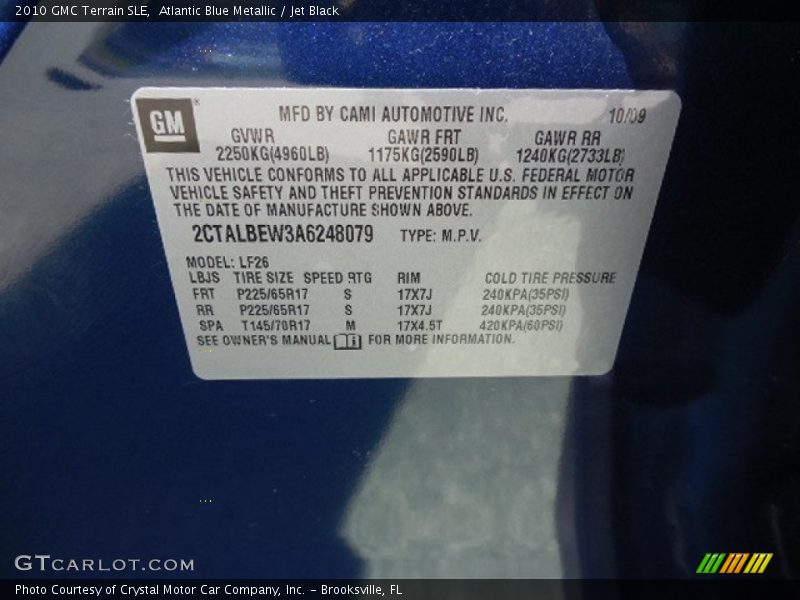 2010 GMC Terrain SLE, Atlantic Blue Metallic / Jet Black
GM
MFD BY CAMI AUTOMOTIVE INC. 10/09
GVWR GAWR FRT GAWR RR
2250KG(4960LB) 1175KG(2590LB) 1240KG(2733LB)
THIS VEHICLE CONFORMS TO ALL APPLICABLE U.S. FEDERAL MOTOR
VEHICLE SAFETY AND THEFT PREVENTION STANDARDS IN EFFECT ON
THE DATE OF MANUFACTURE SHOWN ABOVE.
2CTALBEW3A6248079 TYPE: M.P.V.
MODEL: LF26
LBJS TIRE SIZE SPEED RTG RIM COLD TIRE PRESSURE
FRT P225/65R17 S 17X7J 240KPA(35PSI)
RR P225/65R17 S 17X7J 240KPA(35PSI)
SPA T145/70R17 M 17X4.5T 420KPA(60PSI)
SEE OWNER'S MANUAL i FOR MORE INFORMATION.
GTCARLOT.COM
Photo Courtesy of Crystal Motor Car Company, Inc. - Brooksville, FL